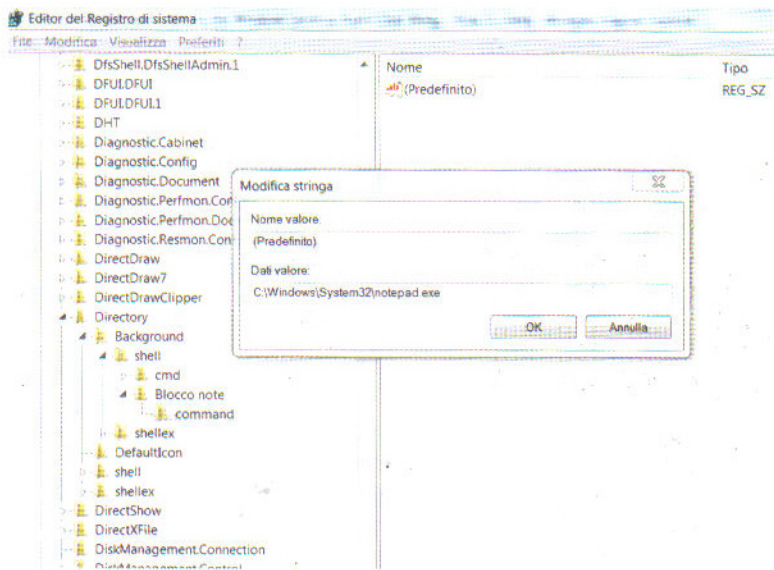 Editor del Registro di sistema
File Modifica Visualizza Preferiti ?
DfsShell.DfsShellAdmin.1
DFUI.DFUI
DFUI.DFUI.1
DHT
Diagnostic.Cabinet
Diagnostic.Config
Diagnostic.Document
Diagnostic.Perfmon.Con
Diagnostic.Perfmon.Doc
Diagnostic.Resmon.Con
DirectDraw
DirectDraw7
DirectDrawClipper
Directory
Background
shell
cmd
Blocco note
command
shellex
DefaultIcon
shell
shellex
DirectShow
DirectXFile
DiskManagement.Connection
DiskManagement.Control
Nome Tipo
ab (Predefinito) REG_SZ
Modifica stringa
Nome valore:
(Predefinito)
Dati valore:
C:\Windows\System32\notepad.exe
OK Annulla